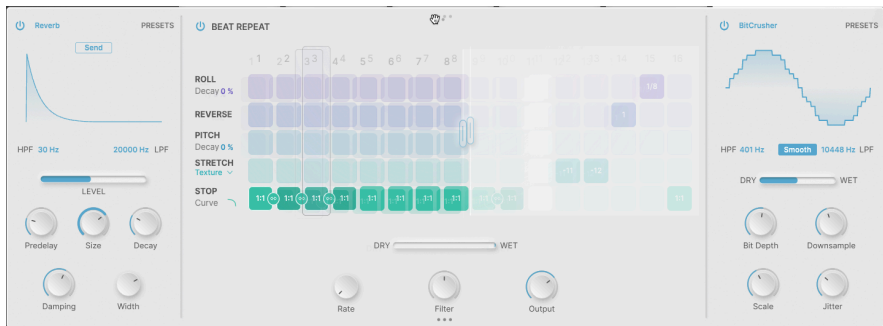 Reverb PRESETS
Send
HPF 30 Hz 20000 Hz LPF
LEVEL
Predelay Size Decay
Damping Width
BEAT REPEAT
1 2 3 4 5 6 7 8
ROLL
Decay 0 %
1/8
REVERSE
1
PITCH
Decay 0 %
STRETCH
Texture
-11 -12
STOP
Curve
1:1 1:1 1:1 1:1 1:1 1:1 1:1 1:1
1:1
DRY WET
Rate Filter Output
BitCrusher PRESETS
HPF 401 Hz Smooth 10448 Hz LPF
DRY WET
Bit Depth Downsample
Scale Jitter